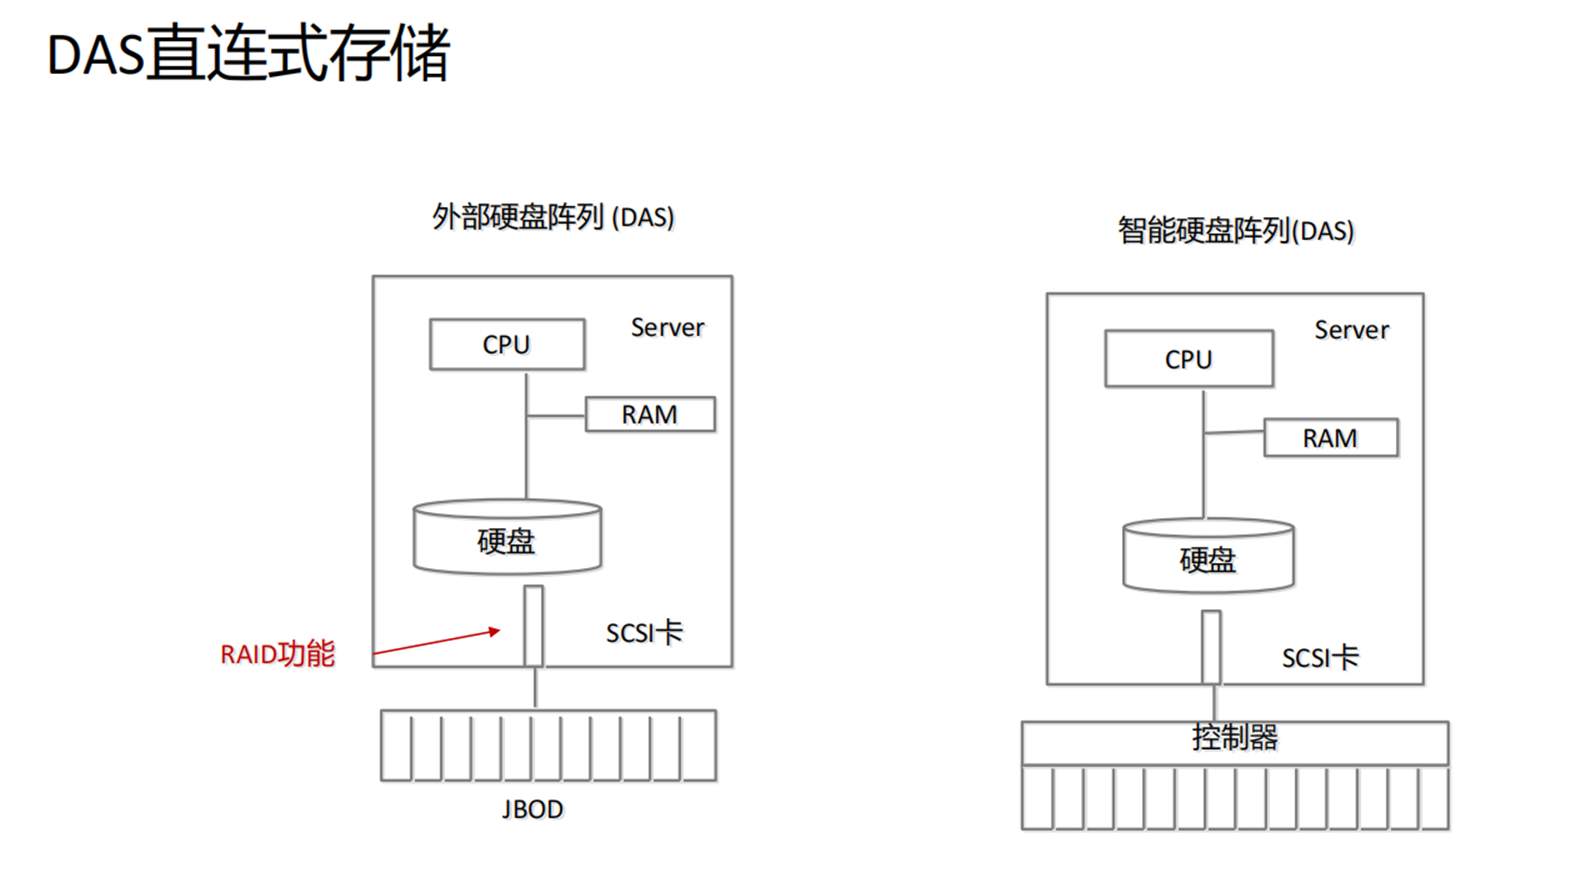 DAS直连式存储
外部硬盘阵列 (DAS)
Server
CPU
RAM
硬盘
SCSI卡
RAID功能
JBOD
智能硬盘阵列(DAS)
Server
CPU
RAM
硬盘
SCSI卡
控制器